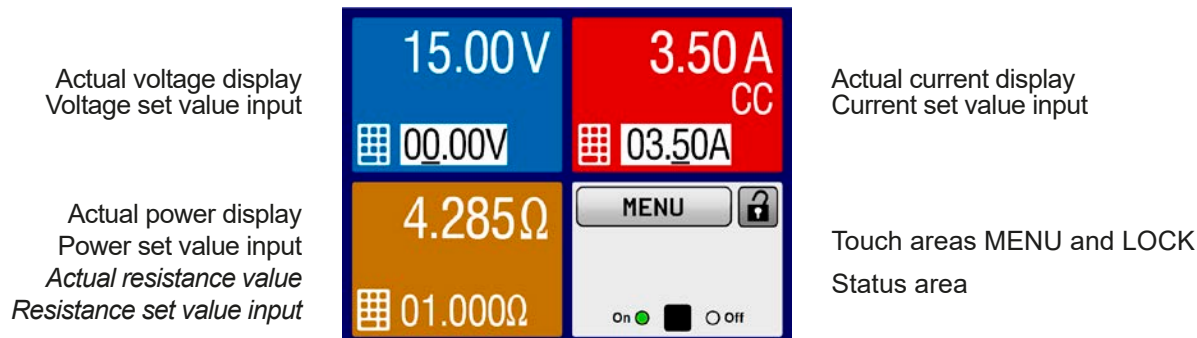 Actual voltage display
Voltage set value input
15.00V
00.00V
3.50A
CC
03.50A
Actual current display
Current set value input
Actual power display
Power set value input
Actual resistance value
Resistance set value input
4.285Ω
01.000Ω
MENU
On Off
Touch areas MENU and LOCK
Status area